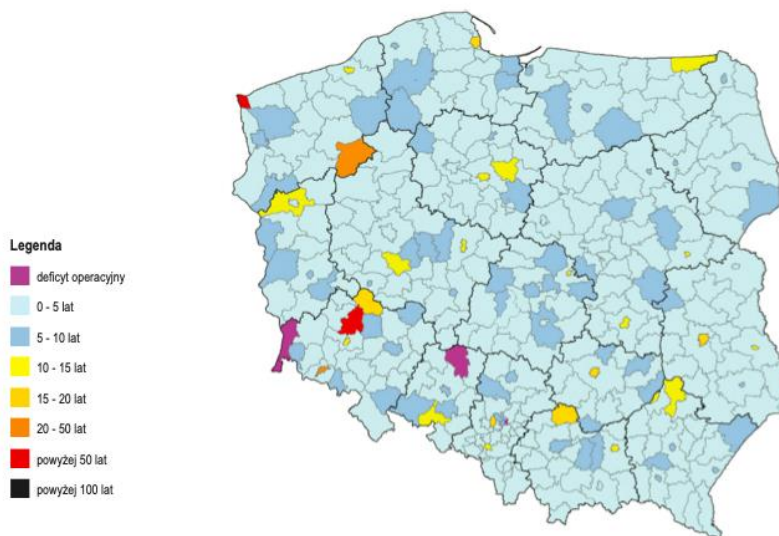 Legenda
deficyt operacyjny
0 - 5 lat
5 - 10 lat
10 - 15 lat
15 - 20 lat
20 - 50 lat
powyżej 50 lat
powyżej 100 lat